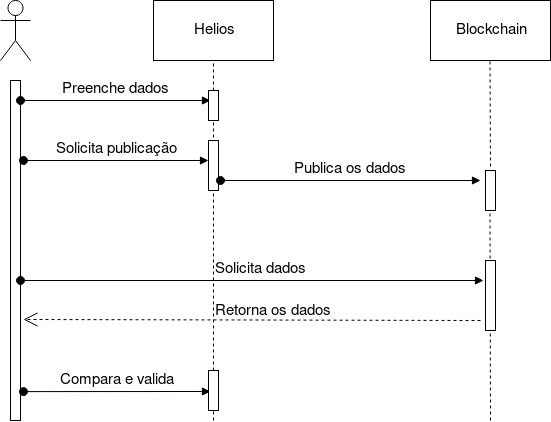 Helios
Blockchain
Preenche dados
Solicita publicação
Publica os dados
Solicita dados
Retorna os dados
Compara e valida